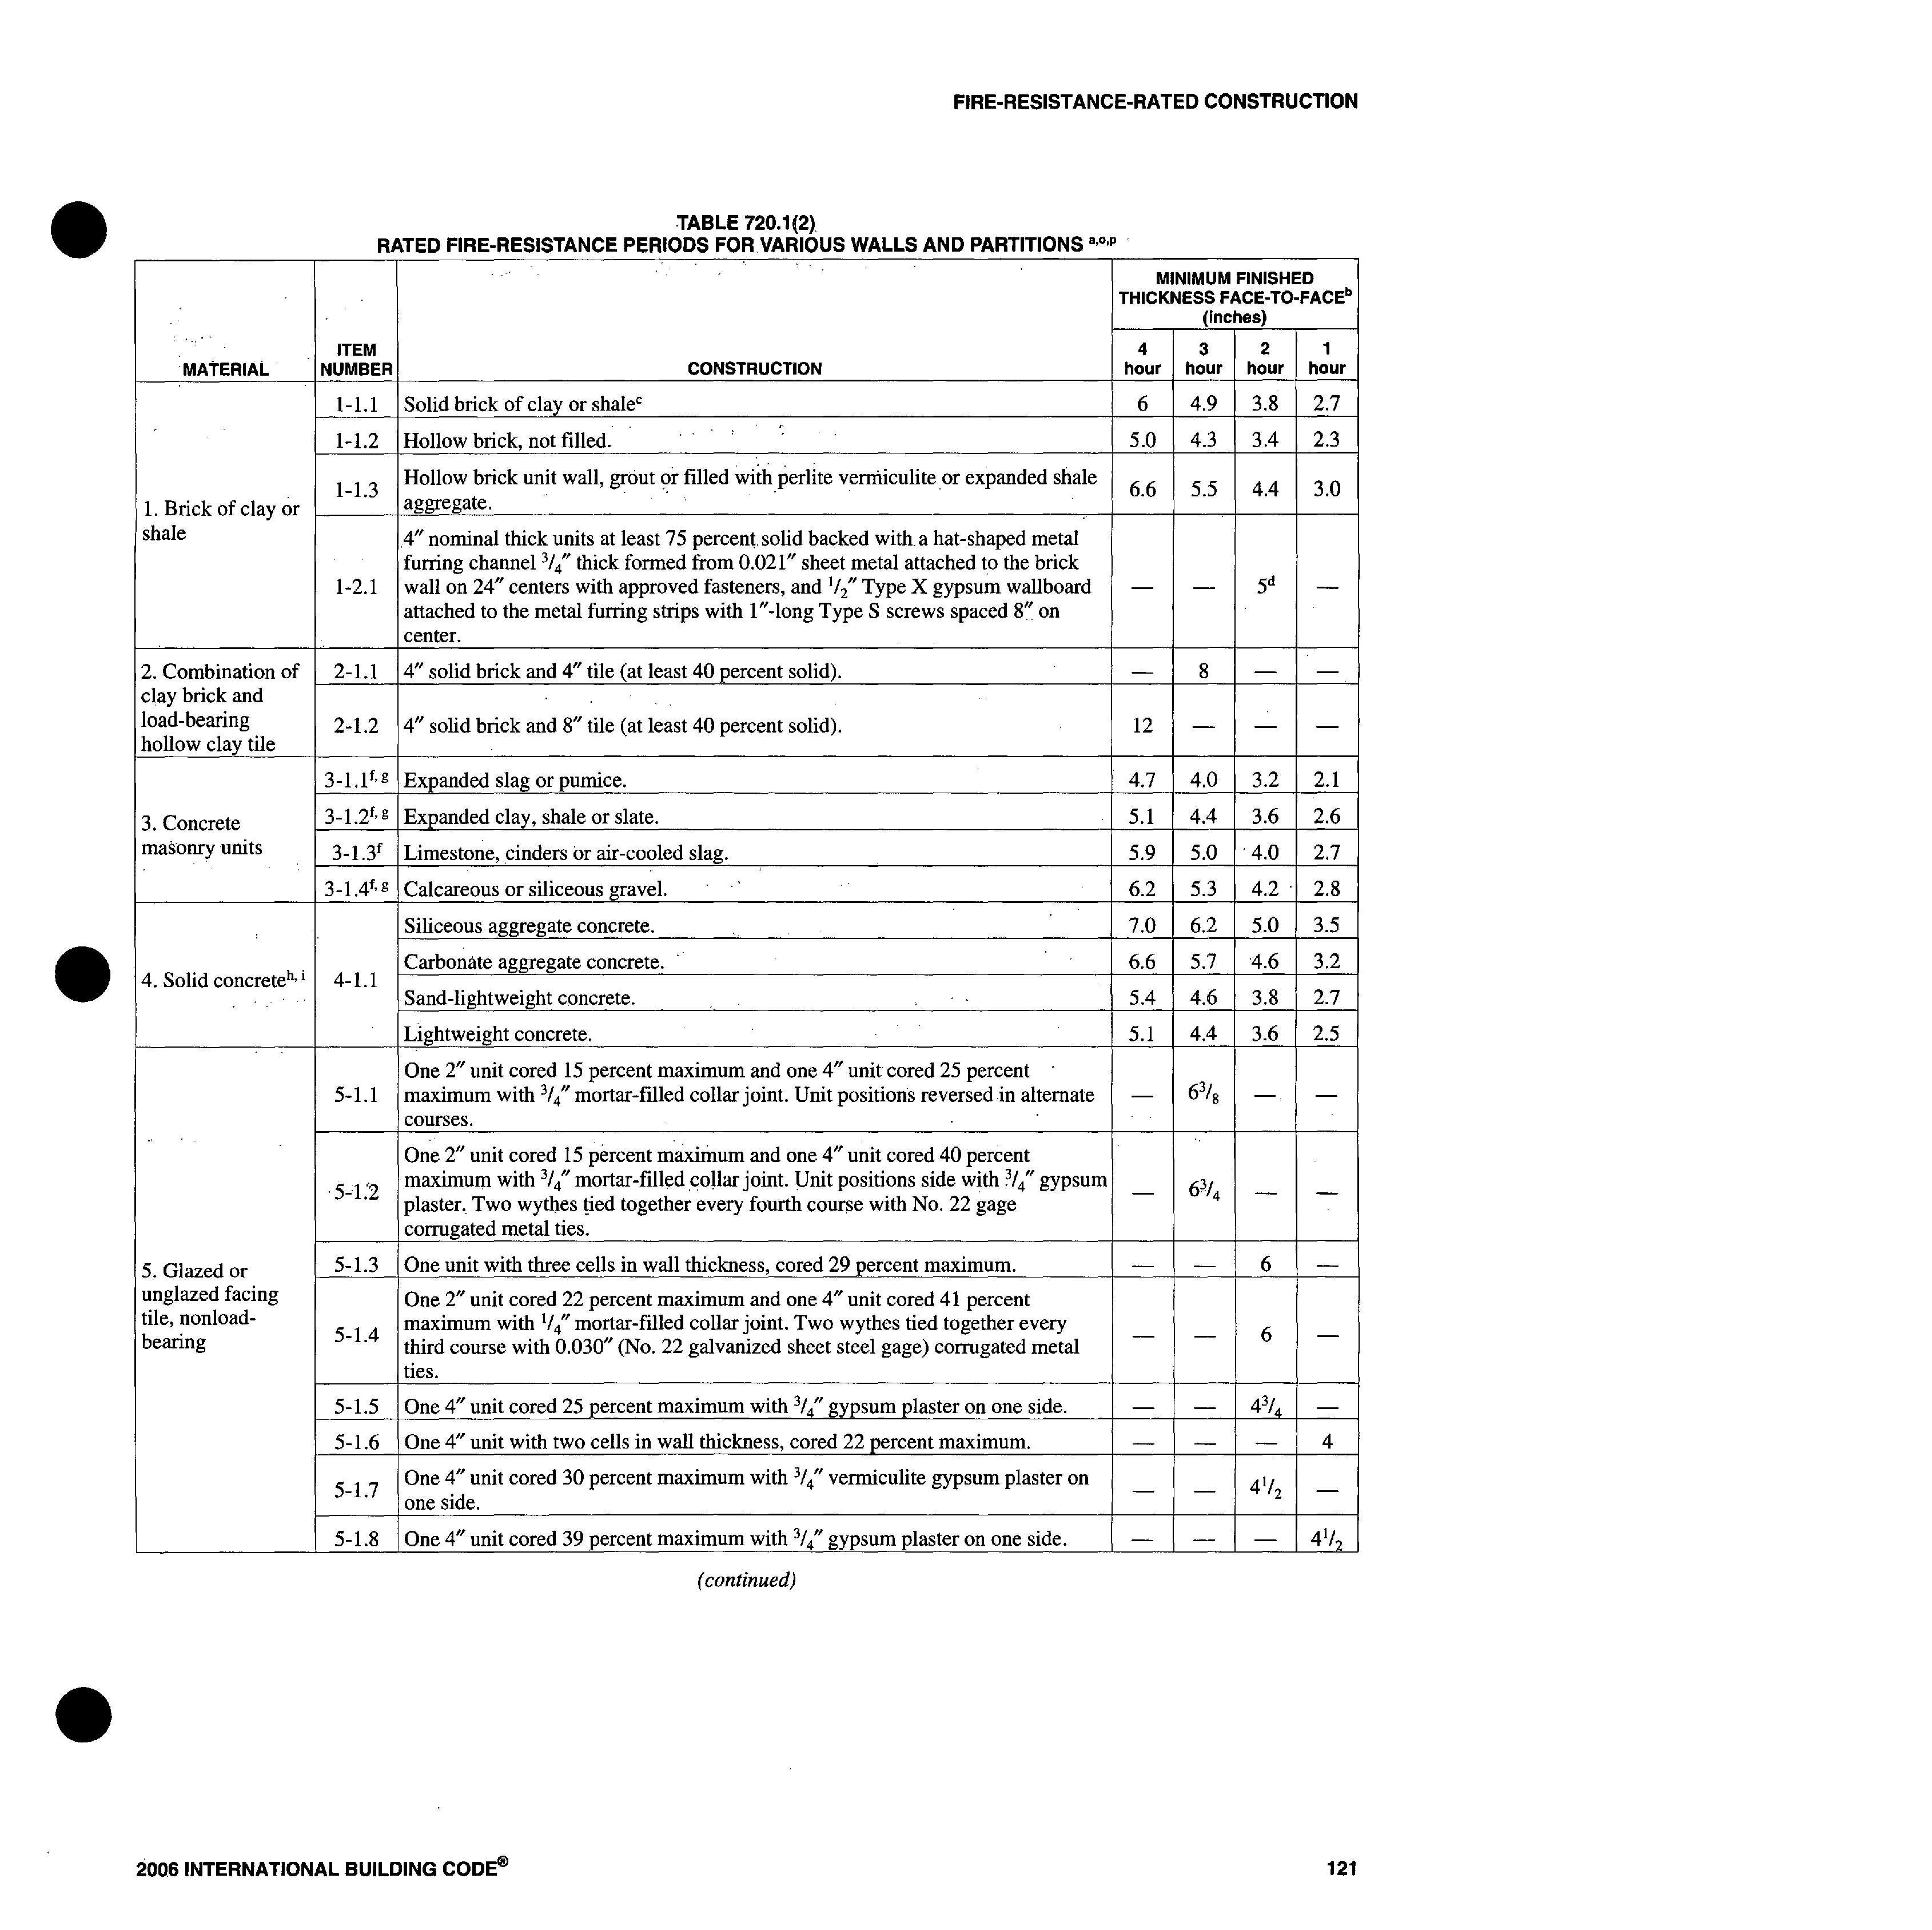 FIRE-RESISTANCE-RATED CONSTRUCTION
TABLE 720.1(2)
RATED FIRE-RESISTANCE PERIODS FOR VARIOUS WALLS AND PARTITIONS a,o,p
MINIMUM FINISHED
THICKNESS FACE-TO-FACEb
(inches)
MATERIAL ITEM NUMBER CONSTRUCTION 4 hour 3 hour 2 hour 1 hour
1. Brick of clay or
shale
1-1.1 Solid brick of clay or shalec 6 4.9 3.8 2.7
1-1.2 Hollow brick, not filled. 5.0 4.3 3.4 2.3
1-1.3 Hollow brick unit wall, grout or filled with perlite vermiculite or expanded shale
aggregate. 6.6 5.5 4.4 3.0
1-2.1 4″ nominal thick units at least 75 percent solid backed with a hat-shaped metal
furring channel 3/4″ thick formed from 0.021″ sheet metal attached to the brick
wall on 24″ centers with approved fasteners, and 1/2″ Type X gypsum wallboard
attached to the metal furring strips with 1″-long Type S screws spaced 8″ on
center. — — 5d —
2. Combination of
clay brick and
load-bearing
hollow clay tile
2-1.1 4″ solid brick and 4″ tile (at least 40 percent solid). — 8 — —
2-1.2 4″ solid brick and 8″ tile (at least 40 percent solid). 12 — — —
3. Concrete
masonry units
3-1.1f, g Expanded slag or pumice. 4.7 4.0 3.2 2.1
3-1.2f, g Expanded clay, shale or slate. 5.1 4.4 3.6 2.6
3-1.3f Limestone, cinders or air-cooled slag. 5.9 5.0 4.0 2.7
3-1.4f, g Calcareous or siliceous gravel. 6.2 5.3 4.2 2.8
4. Solid concreteh, i 4-1.1
Siliceous aggregate concrete. 7.0 6.2 5.0 3.5
Carbonate aggregate concrete. 6.6 5.7 4.6 3.2
Sand-lightweight concrete. 5.4 4.6 3.8 2.7
Lightweight concrete. 5.1 4.4 3.6 2.5
5. Glazed or
unglazed facing
tile, nonload-
bearing
5-1.1 One 2″ unit cored 15 percent maximum and one 4″ unit cored 25 percent
maximum with 3/4″ mortar-filled collar joint. Unit positions reversed in alternate
courses. — 6 3/8 — —
5-1.2 One 2″ unit cored 15 percent maximum and one 4″ unit cored 40 percent
maximum with 3/4″ mortar-filled collar joint. Unit positions side with 3/4″ gypsum
plaster. Two wythes tied together every fourth course with No. 22 gage
corrugated metal ties. — 6 3/4 — —
5-1.3 One unit with three cells in wall thickness, cored 29 percent maximum. — — 6 —
5-1.4 One 2″ unit cored 22 percent maximum and one 4″ unit cored 41 percent
maximum with 1/4″ mortar-filled collar joint. Two wythes tied together every
third course with 0.030″ (No. 22 galvanized sheet steel gage) corrugated metal
ties. — — 6 —
5-1.5 One 4″ unit cored 25 percent maximum with 3/4″ gypsum plaster on one side. — — 4 3/4 —
5-1.6 One 4″ unit with two cells in wall thickness, cored 22 percent maximum. — — — 4
5-1.7 One 4″ unit cored 30 percent maximum with 3/4″ vermiculite gypsum plaster on
one side. — — 4 1/2 —
5-1.8 One 4″ unit cored 39 percent maximum with 3/4″ gypsum plaster on one side. — — — 4 1/2
(continued)
2006 INTERNATIONAL BUILDING CODE® 121